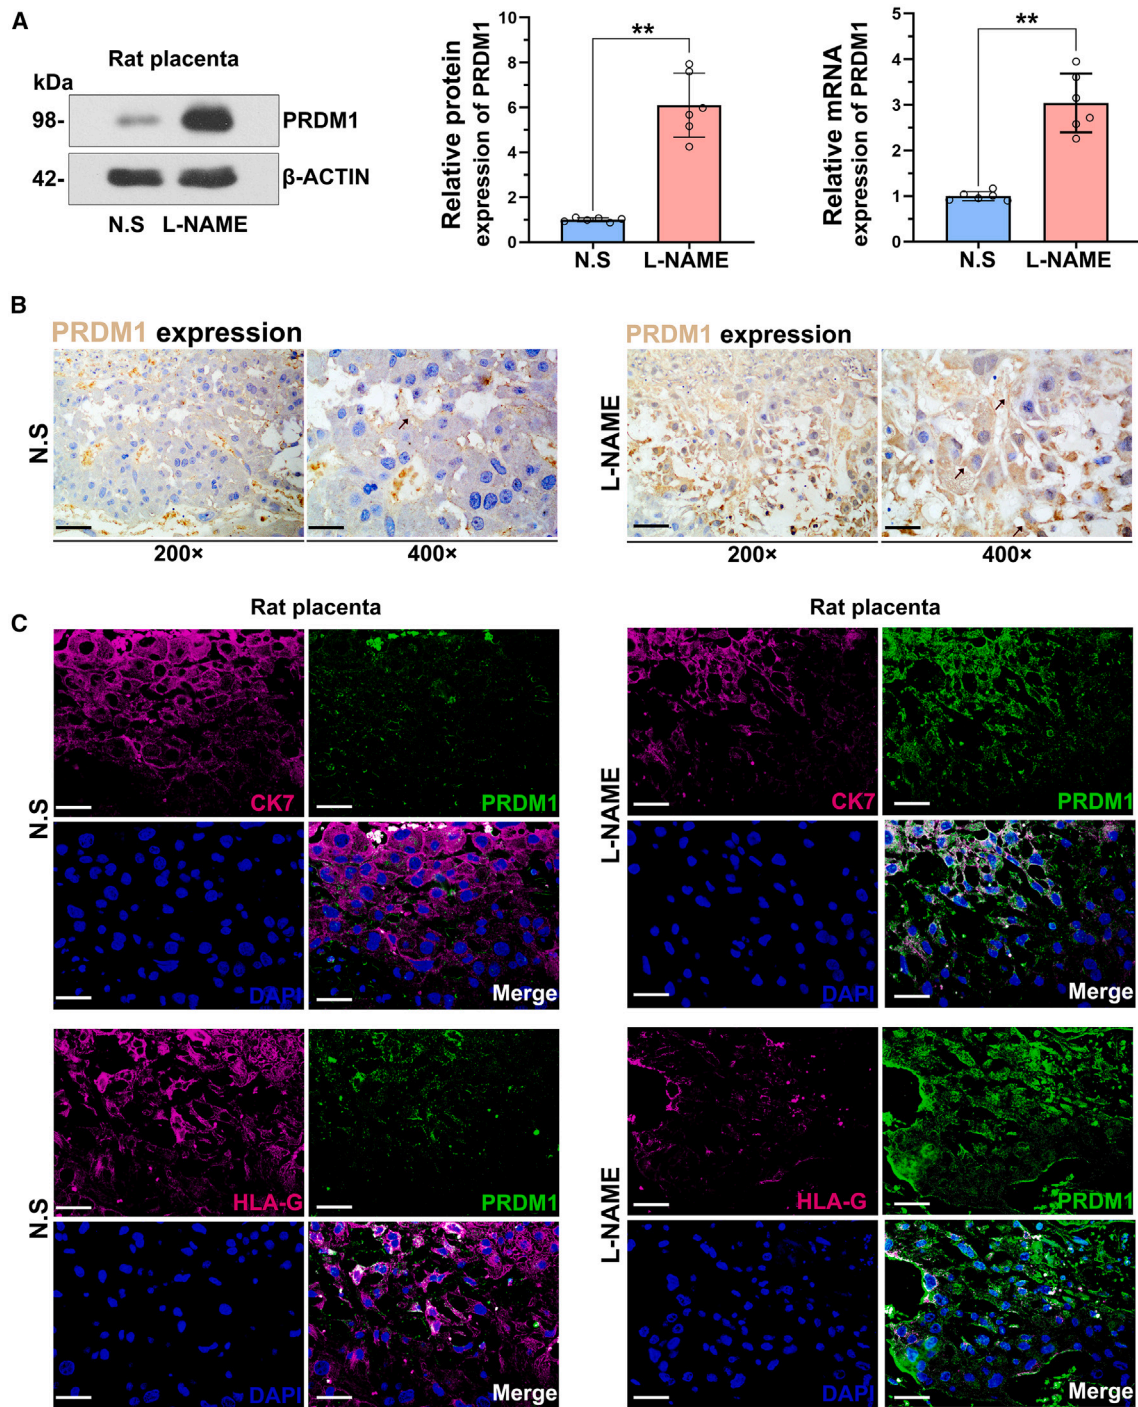 A
Rat placenta
kDa
98-
PRDM1
42-
β-ACTIN
N.S L-NAME
Relative protein
expression of PRDM1
10
8
6
4
2
0
**
N.S L-NAME
Relative mRNA
expression of PRDM1
5
4
3
2
1
0
**
N.S L-NAME
B
PRDM1 expression
N.S
200×
400×
PRDM1 expression
L-NAME
200×
400×
C
Rat placenta
N.S
CK7
PRDM1
DAPI
Merge
N.S
HLA-G
PRDM1
DAPI
Merge
Rat placenta
L-NAME
CK7
PRDM1
DAPI
Merge
L-NAME
HLA-G
PRDM1
DAPI
Merge